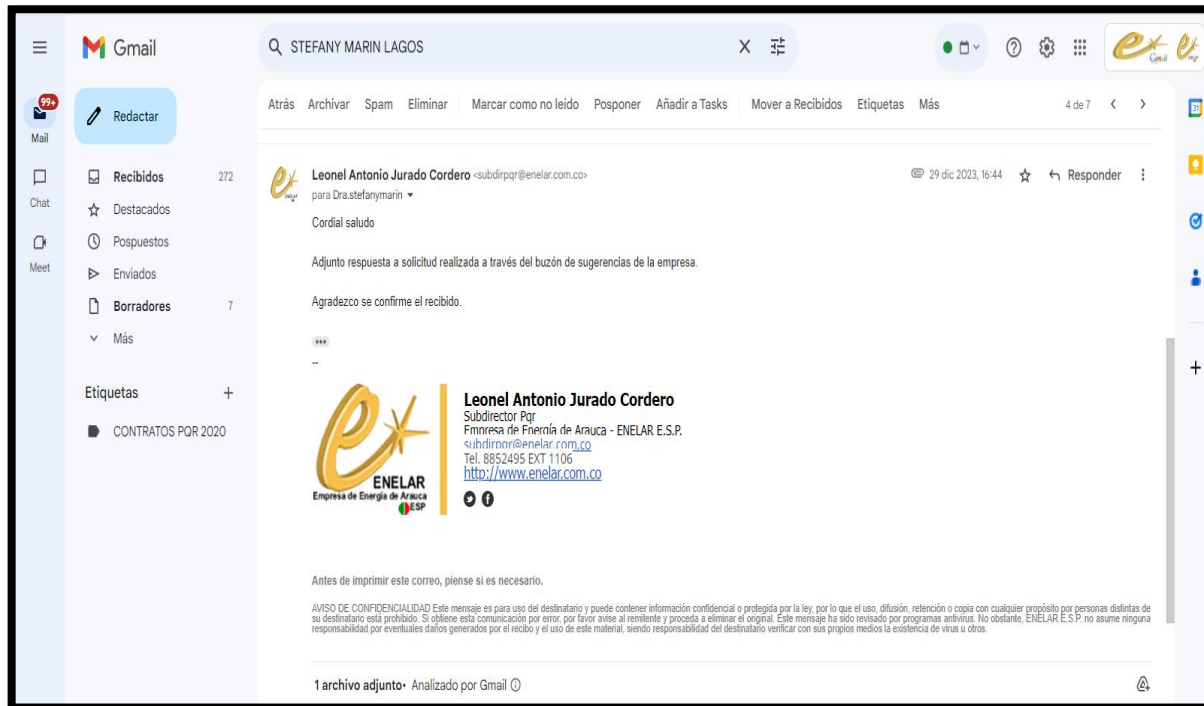 Gmail
STEFANY MARIN LAGOS
Gmail
99+
Mail
Chat
Meet
Redactar
Recibidos 272
Destacados
Pospuestos
Enviados
Borradores 7
Más
Etiquetas
CONTRATOS PQR 2020
Atrás Archivar Spam Eliminar Marcar como no leído Posponer Añadir a Tasks Mover a Recibidos Etiquetas Más 4 de 7
31
ENELAR
Leonel Antonio Jurado Cordero <subdirpqr@enelar.com.co> 29 dic 2023, 16:44 Responder
para Dra.stefanymarin
Cordial saludo
Adjunto respuesta a solicitud realizada a través del buzón de sugerencias de la empresa.
Agradezco se confirme el recibido.
--
ENELAR
Empresa de Energía de Arauca
ESP
Leonel Antonio Jurado Cordero
Subdirector Pqr
Empresa de Energía de Arauca - ENELAR E.S.P.
subdirpqr@enelar.com.co
Tel. 8852495 EXT 1106
http://www.enelar.com.co
Antes de imprimir este correo, piense si es necesario.
AVISO DE CONFIDENCIALIDAD Este mensaje es para uso del destinatario y puede contener información confidencial o protegida por la ley, por lo que el uso, difusión, retención o copia con cualquier propósito por personas distintas de
su destinatario está prohibido. Si obtiene esta comunicación por error, por favor avise al remitente y proceda a eliminar el original. Este mensaje ha sido revisado por programas antivirus. No obstante, ENELAR E.S.P. no asume ninguna
responsabilidad por eventuales daños generados por el recibo y el uso de este material, siendo responsabilidad del destinatario verificar con sus propios medios la existencia de virus u otros.
1 archivo adjunto• Analizado por Gmail